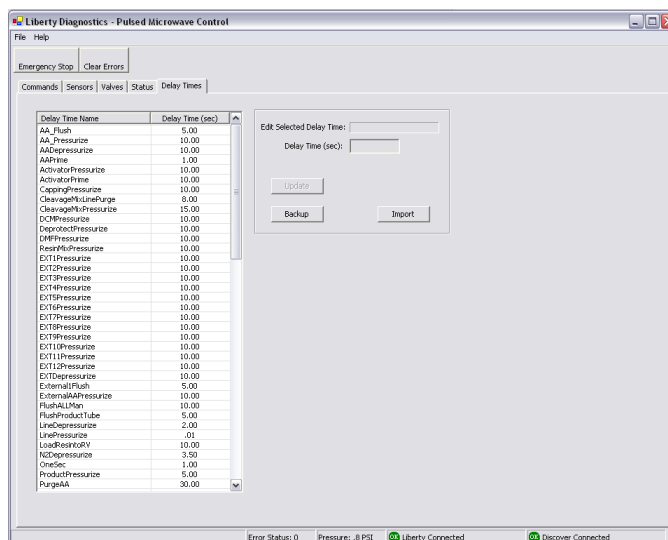 Liberty Diagnostics - Pulsed Microwave Control
File Help
Emergency Stop Clear Errors
Commands Sensors Valves Status Delay Times
Delay Time Name Delay Time (sec)
AA_Flush 5.00
AA_Pressurize 10.00
AADepressurize 10.00
AAPrime 1.00
ActivatorPressurize 10.00
ActivatorPrime 10.00
CappingPressurize 10.00
CleavageMixLinePurge 8.00
CleavageMixPressurize 15.00
DCMPressurize 10.00
DeprotectPressurize 10.00
DMFPressurize 10.00
ResinMixPressurize 10.00
EXT1Pressurize 10.00
EXT2Pressurize 10.00
EXT3Pressurize 10.00
EXT4Pressurize 10.00
EXT5Pressurize 10.00
EXT6Pressurize 10.00
EXT7Pressurize 10.00
EXT8Pressurize 10.00
EXT9Pressurize 10.00
EXT10Pressurize 10.00
EXT11Pressurize 10.00
EXT12Pressurize 10.00
EXTDepressurize 10.00
External1Flush 5.00
ExternalAAPressurize 10.00
FlushALLMan 10.00
FlushProductTube 5.00
LineDepressurize 2.00
LinePressurize .01
LoadResintoRV 10.00
N2Depressurize 3.50
OneSec 1.00
ProductPressurize 5.00
PurgeAA 30.00
Edit Selected Delay Time:
Delay Time (sec):
Update
Backup Import
Error Status: 0 Pressure: .8 PSI OK Liberty Connected OK Discover Connected